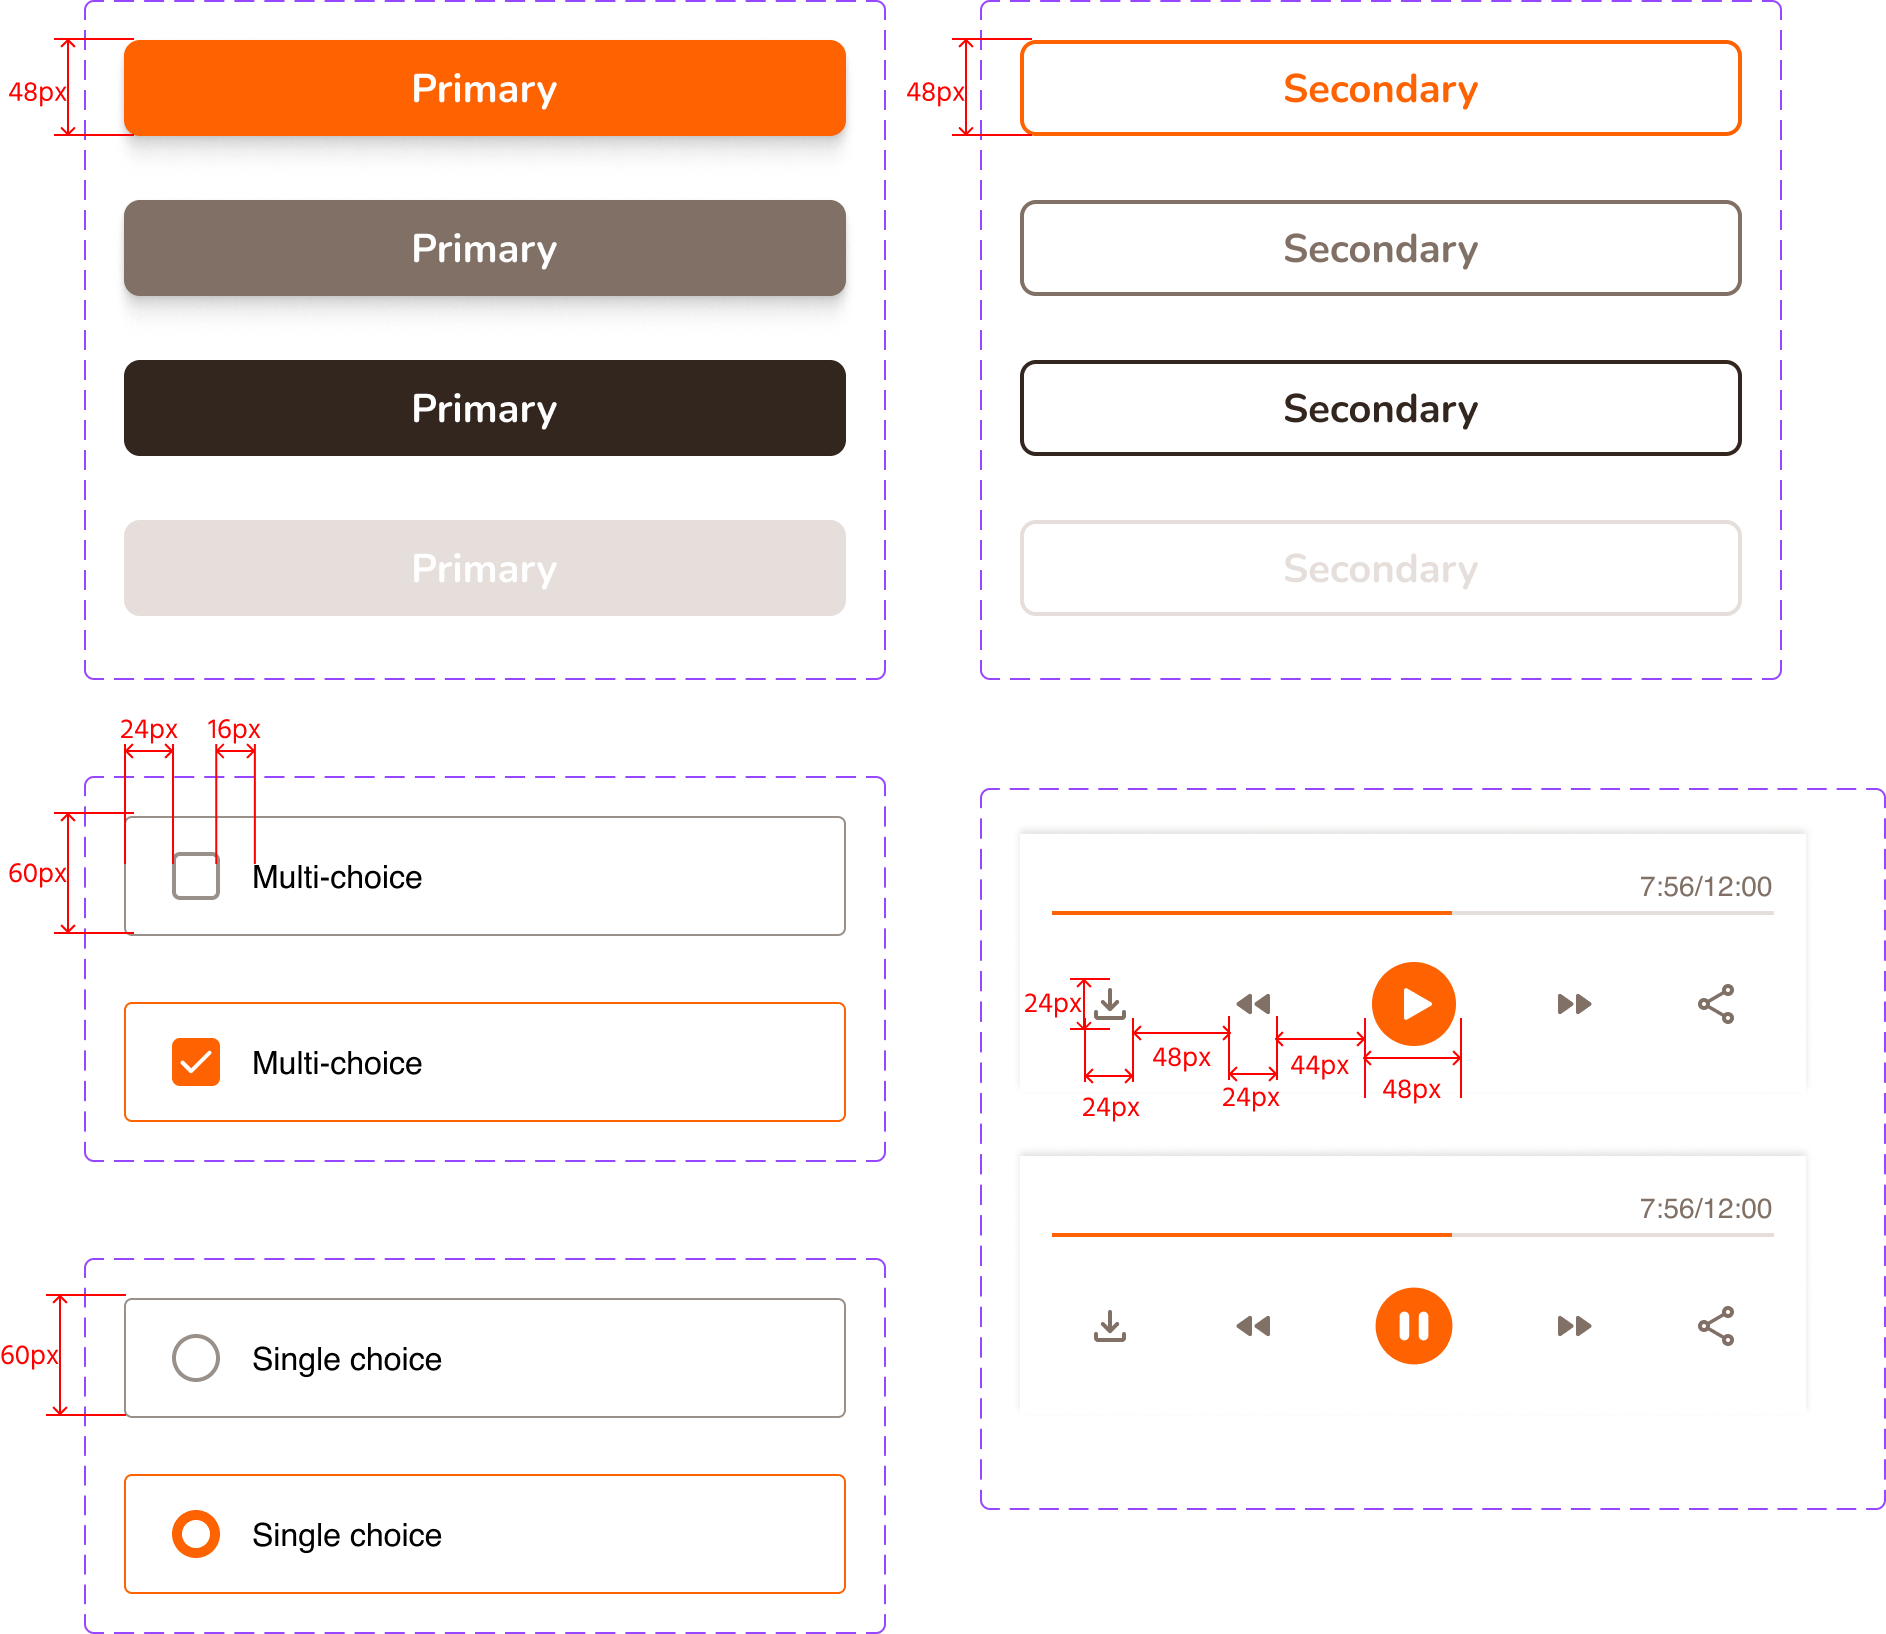 48px
Primary
Primary
Primary
Primary
48px
Secondary
Secondary
Secondary
Secondary
24px
16px
60px
Multi-choice
Multi-choice
60px
Single choice
Single choice
7:56/12:00
24px
48px
44px
48px
24px
24px
7:56/12:00